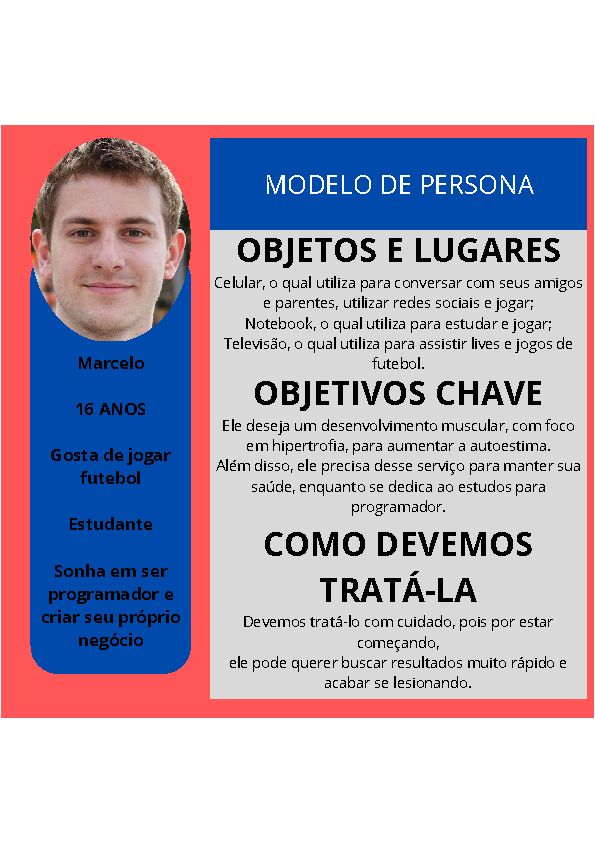 Marcelo
16 ANOS
Gosta de jogar
futebol
Estudante
Sonha em ser
programador e
criar seu próprio
negócio
MODELO DE PERSONA
OBJETOS E LUGARES
Celular, o qual utiliza para conversar com seus amigos
e parentes, utilizar redes sociais e jogar;
Notebook, o qual utiliza para estudar e jogar;
Televisão, o qual utiliza para assistir lives e jogos de
futebol.
OBJETIVOS CHAVE
Ele deseja um desenvolvimento muscular, com foco
em hipertrofia, para aumentar a autoestima.
Além disso, ele precisa desse serviço para manter sua
saúde, enquanto se dedica ao estudos para
programador.
COMO DEVEMOS
TRATÁ-LA
Devemos tratá-lo com cuidado, pois por estar
começando,
ele pode querer buscar resultados muito rápido e
acabar se lesionando.